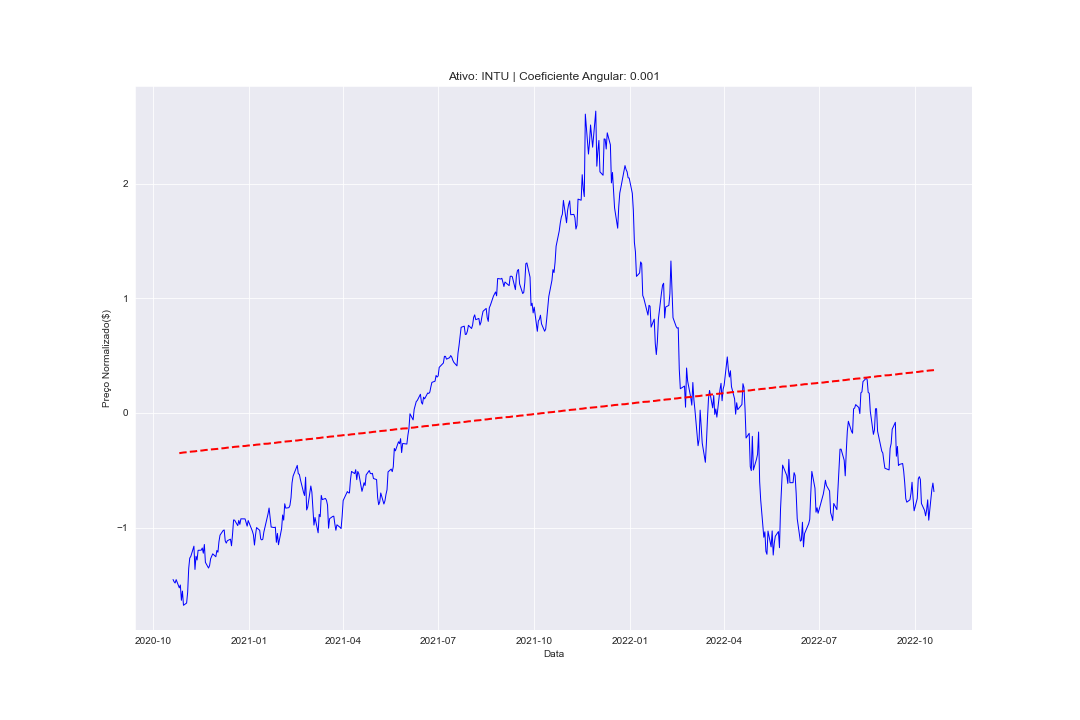 Ativo: INTU | Coeficiente Angular: 0.001
Preço Normalizado($)
2
1
0
−1
2020-10 2021-01 2021-04 2021-07 2021-10 2022-01 2022-04 2022-07 2022-10
Data